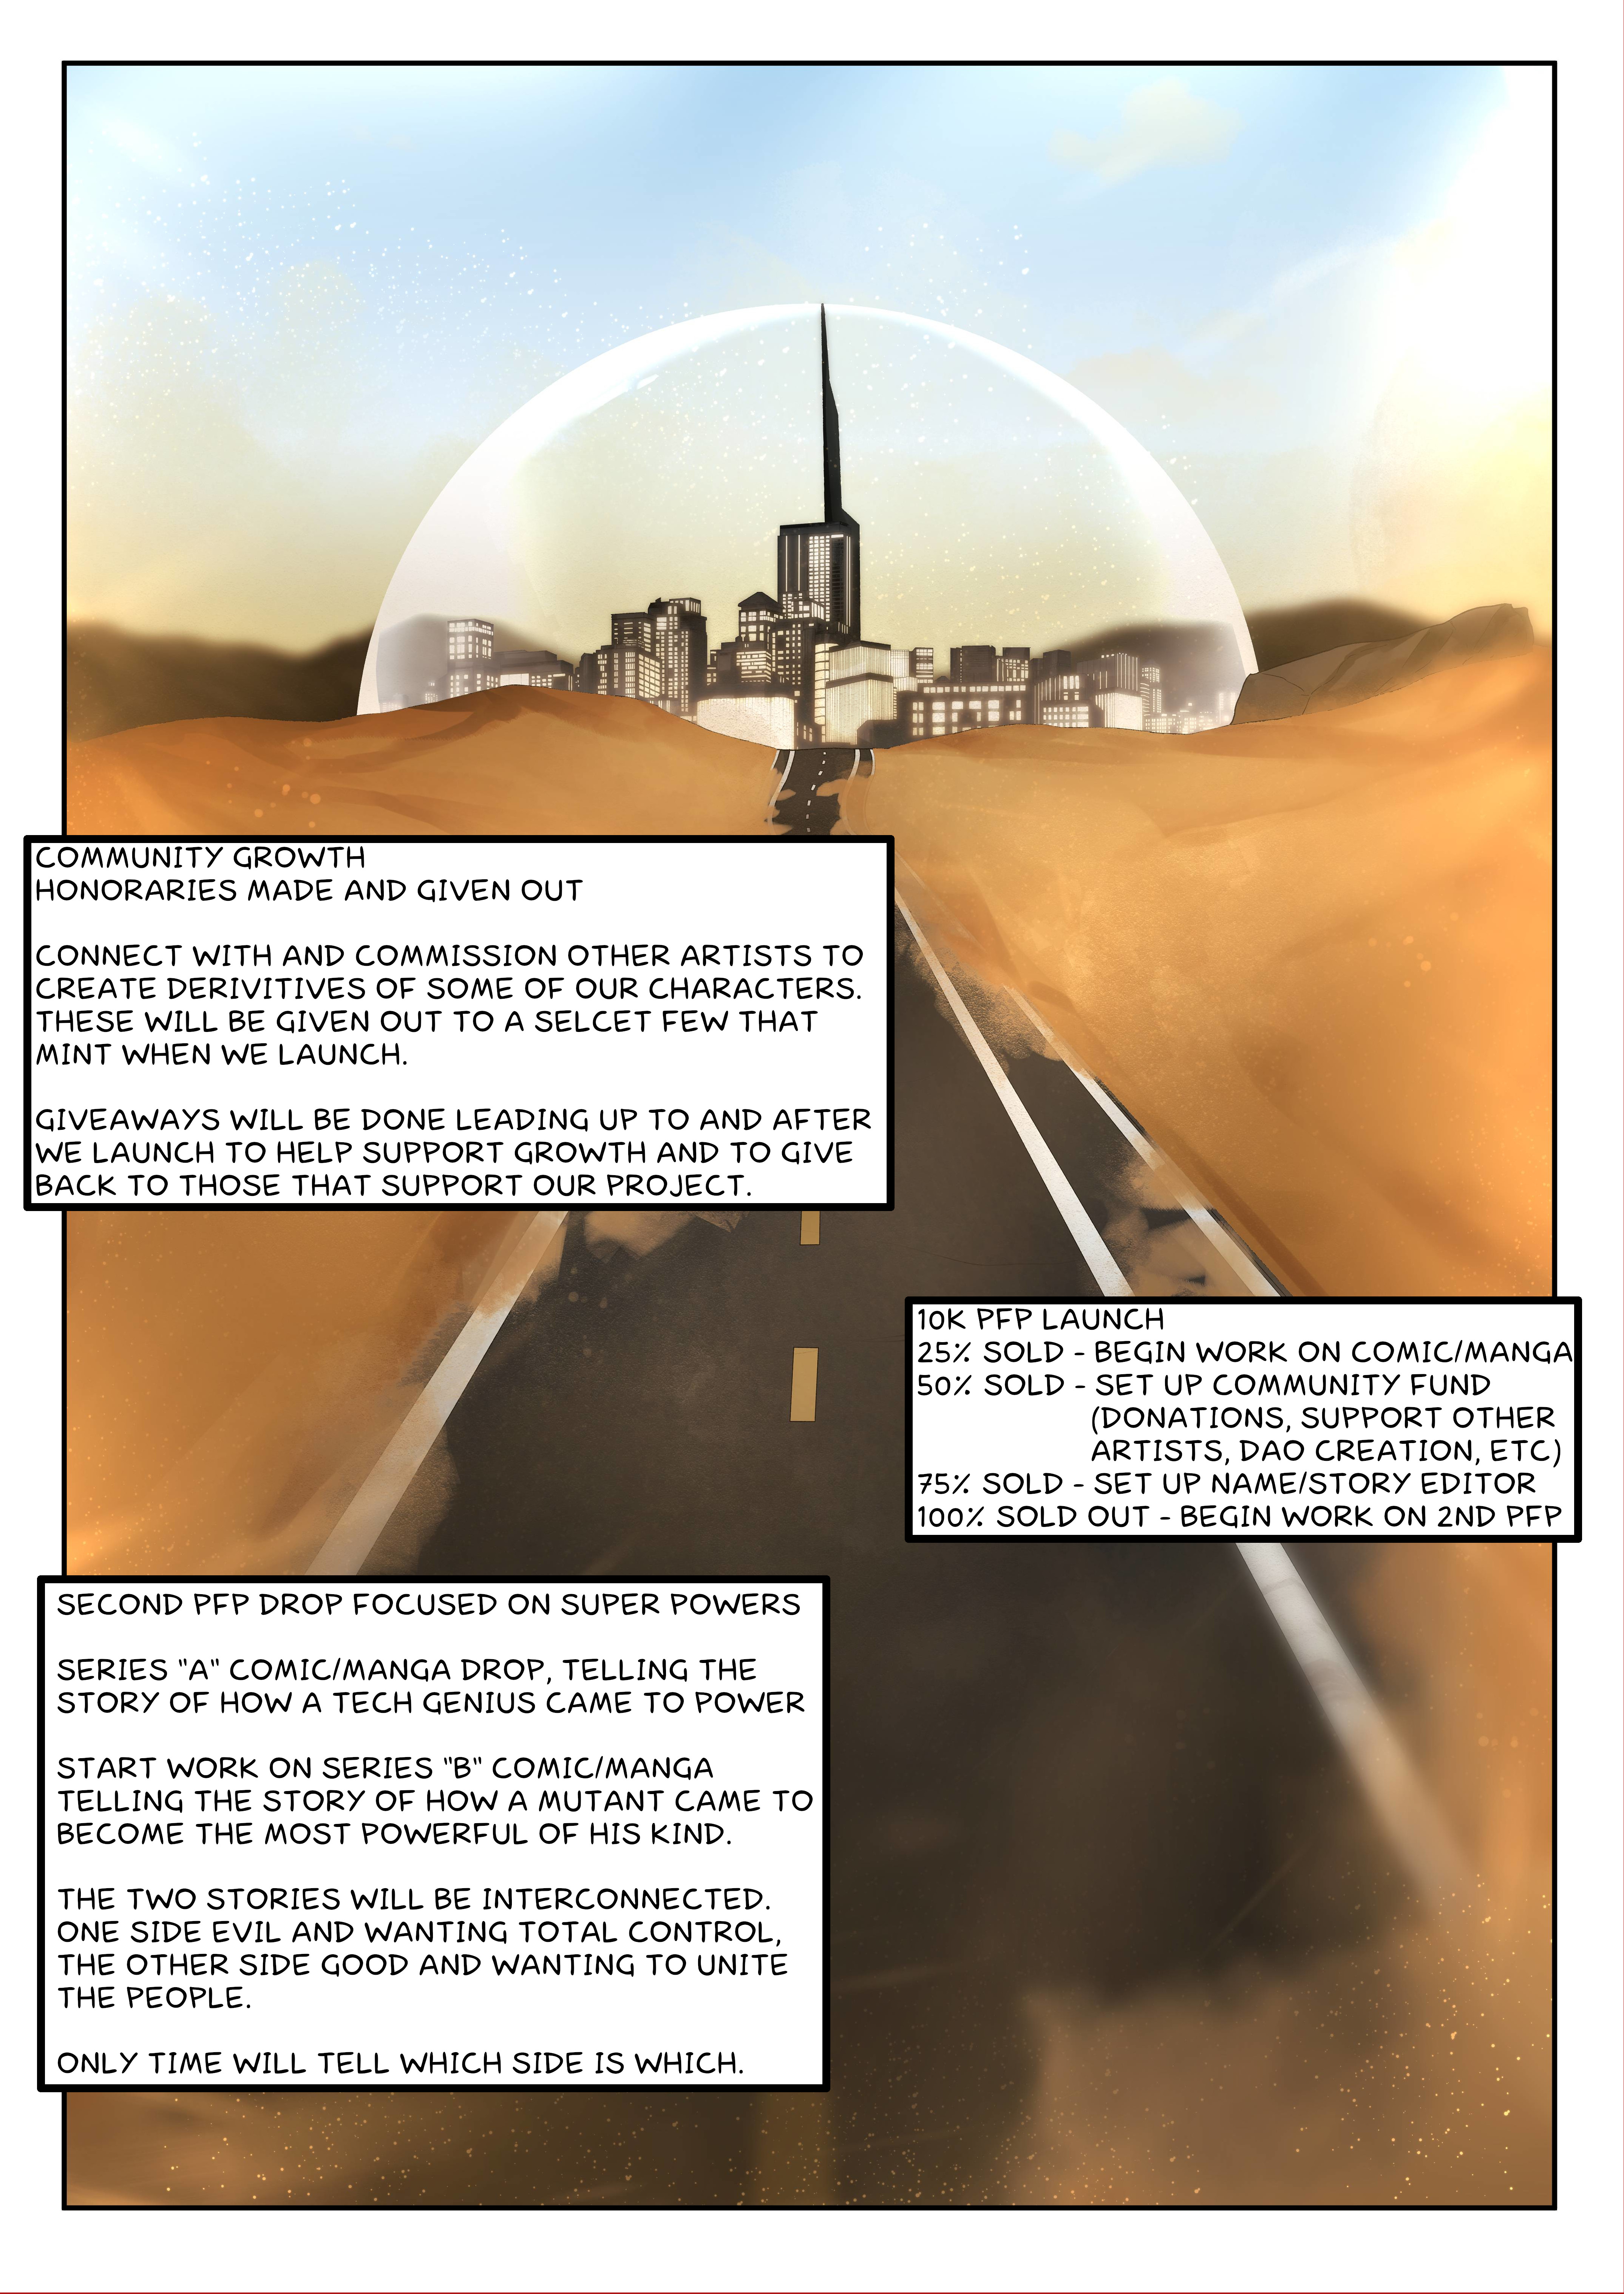 COMMUNITY GROWTH
HONORARIES MADE AND GIVEN OUT
CONNECT WITH AND COMMISSION OTHER ARTISTS TO
CREATE DERIVITIVES OF SOME OF OUR CHARACTERS.
THESE WILL BE GIVEN OUT TO A SELCET FEW THAT
MINT WHEN WE LAUNCH.
GIVEAWAYS WILL BE DONE LEADING UP TO AND AFTER
WE LAUNCH TO HELP SUPPORT GROWTH AND TO GIVE
BACK TO THOSE THAT SUPPORT OUR PROJECT.
10K PFP LAUNCH
25% SOLD - BEGIN WORK ON COMIC/MANGA
50% SOLD - SET UP COMMUNITY FUND
(DONATIONS, SUPPORT OTHER
ARTISTS, DAO CREATION, ETC)
75% SOLD - SET UP NAME/STORY EDITOR
100% SOLD OUT - BEGIN WORK ON 2ND PFP
SECOND PFP DROP FOCUSED ON SUPER POWERS
SERIES "A" COMIC/MANGA DROP, TELLING THE
STORY OF HOW A TECH GENIUS CAME TO POWER
START WORK ON SERIES "B" COMIC/MANGA
TELLING THE STORY OF HOW A MUTANT CAME TO
BECOME THE MOST POWERFUL OF HIS KIND.
THE TWO STORIES WILL BE INTERCONNECTED.
ONE SIDE EVIL AND WANTING TOTAL CONTROL,
THE OTHER SIDE GOOD AND WANTING TO UNITE
THE PEOPLE.
ONLY TIME WILL TELL WHICH SIDE IS WHICH.